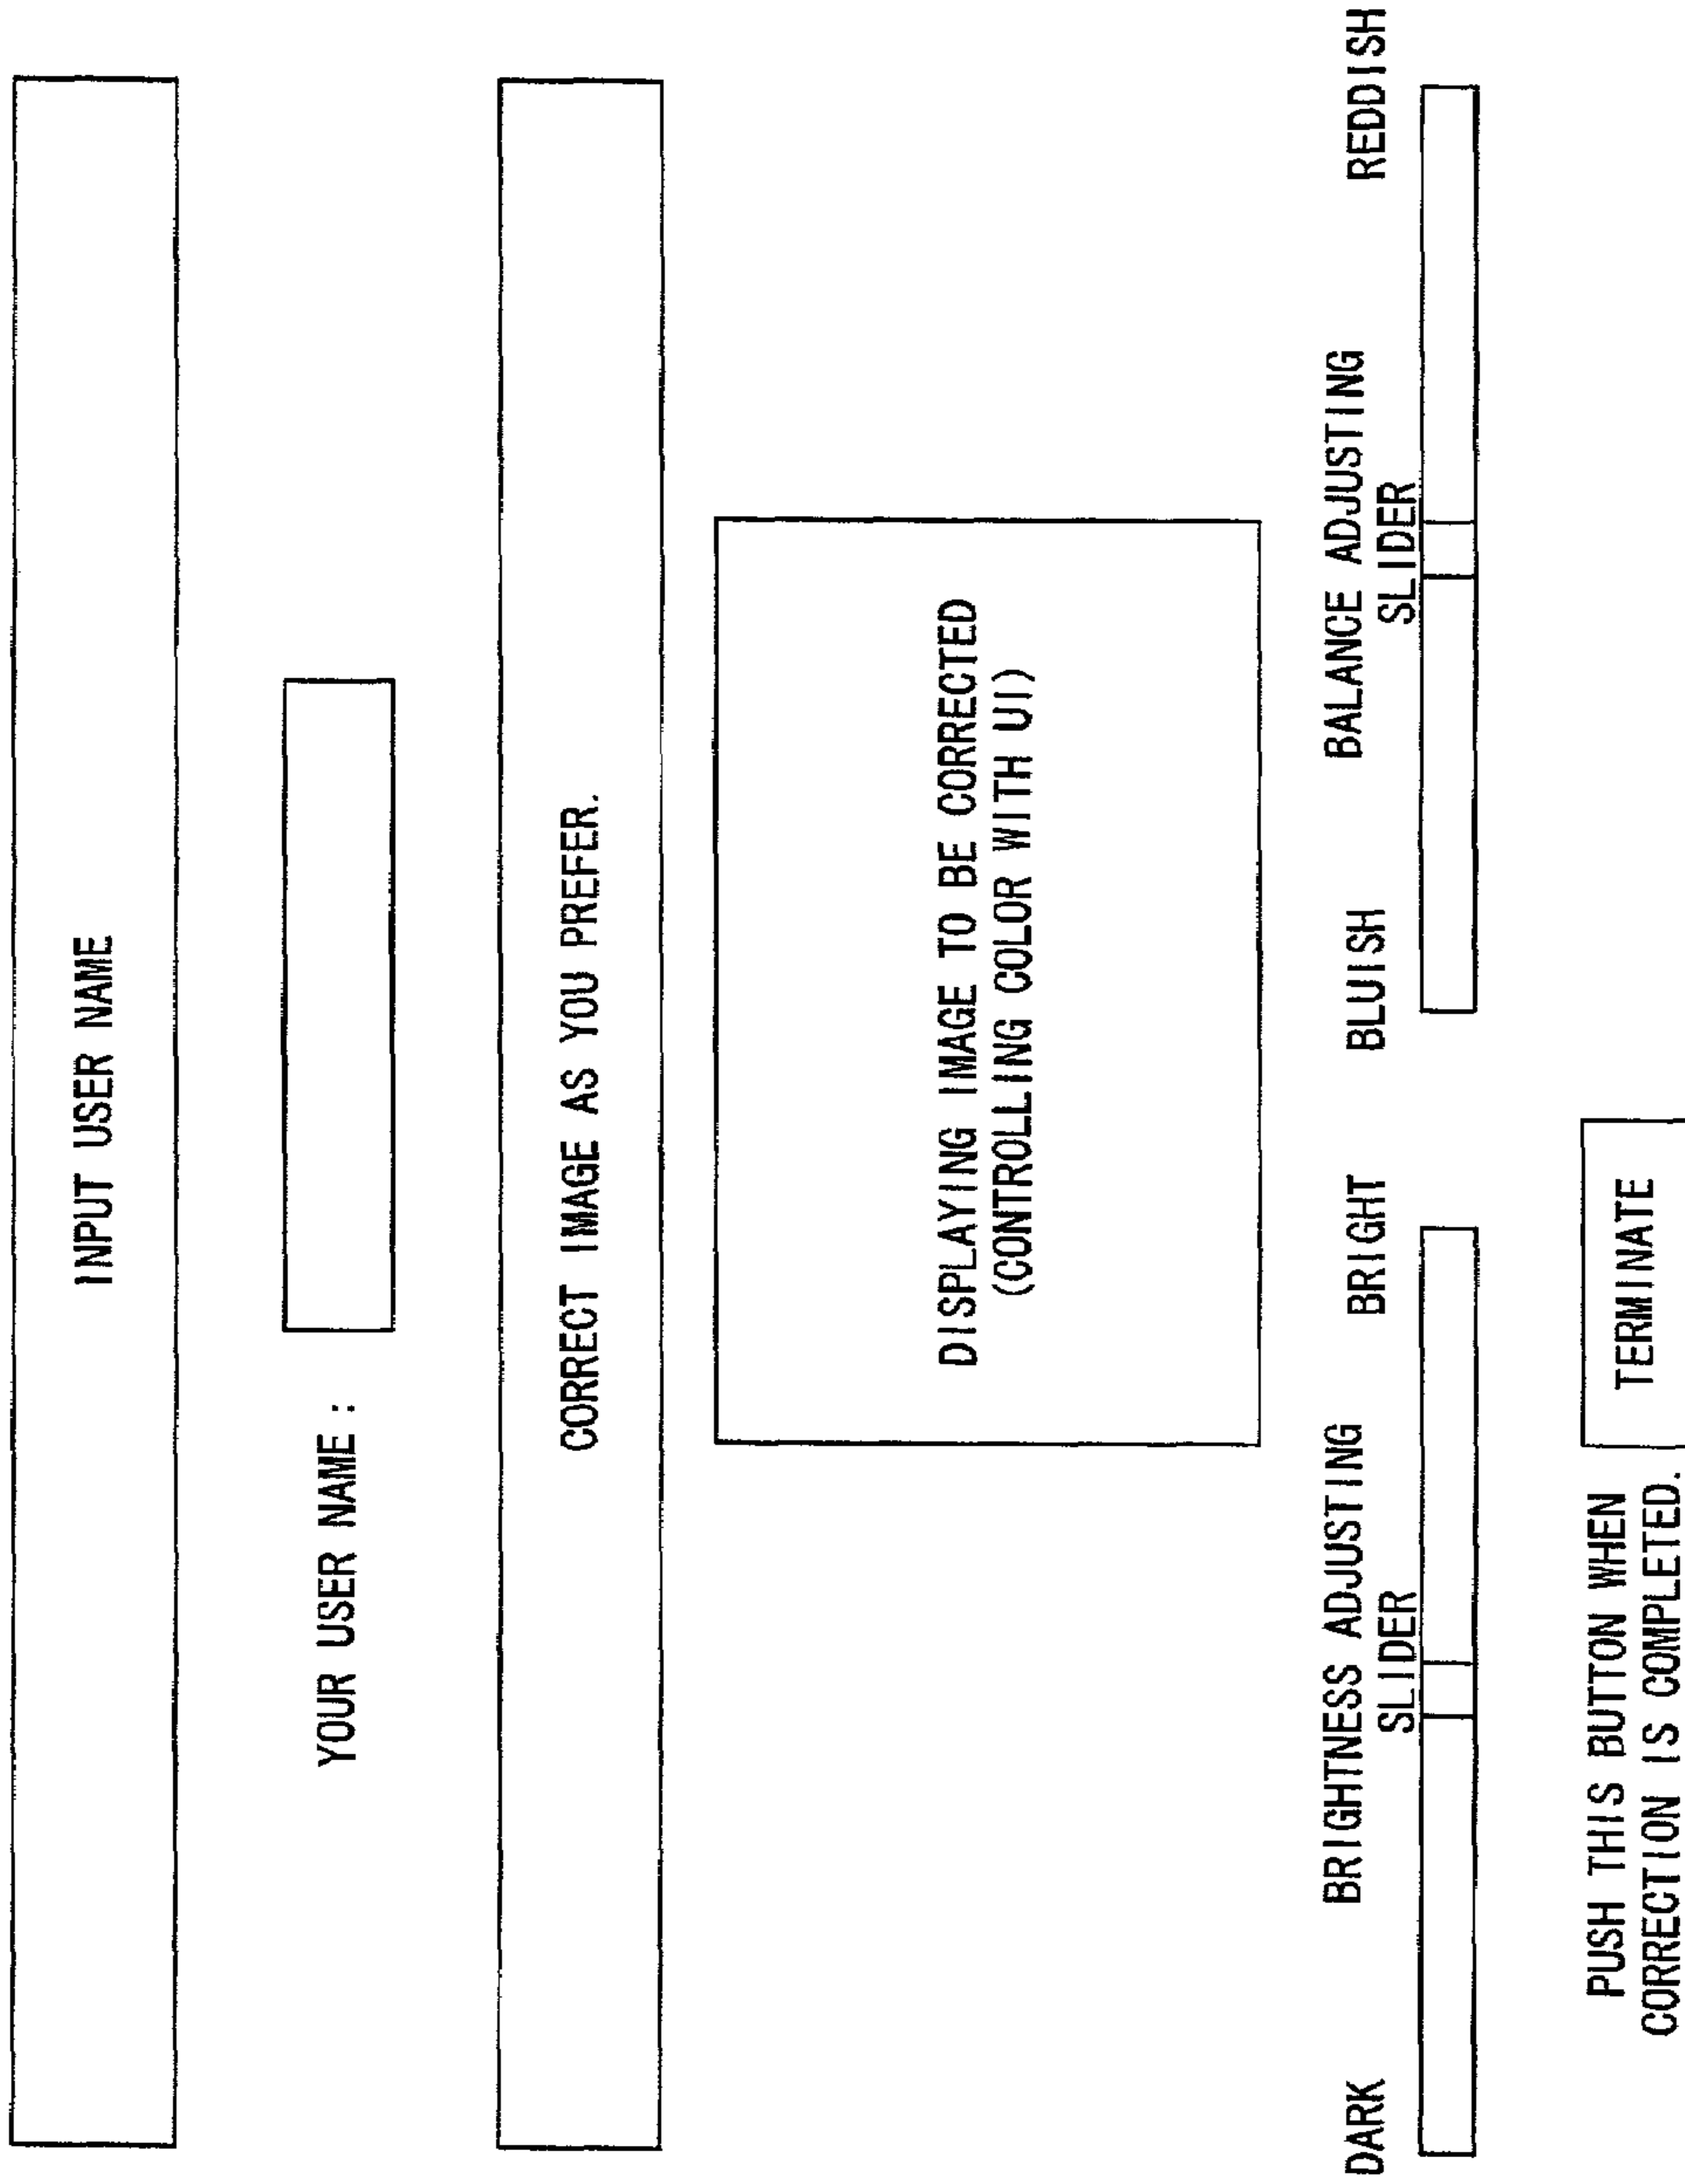 INPUT USER NAME
YOUR USER NAME :
CORRECT IMAGE AS YOU PREFER.
DISPLAYING IMAGE TO BE CORRECTED
(CONTROLLING COLOR WITH UI)
DARK
BRIGHTNESS ADJUSTING
SLIDER
BRIGHT
BLUISH
BALANCE ADJUSTING
SLIDER
REDDISH
PUSH THIS BUTTON WHEN
CORRECTION IS COMPLETED.
TERMINATE